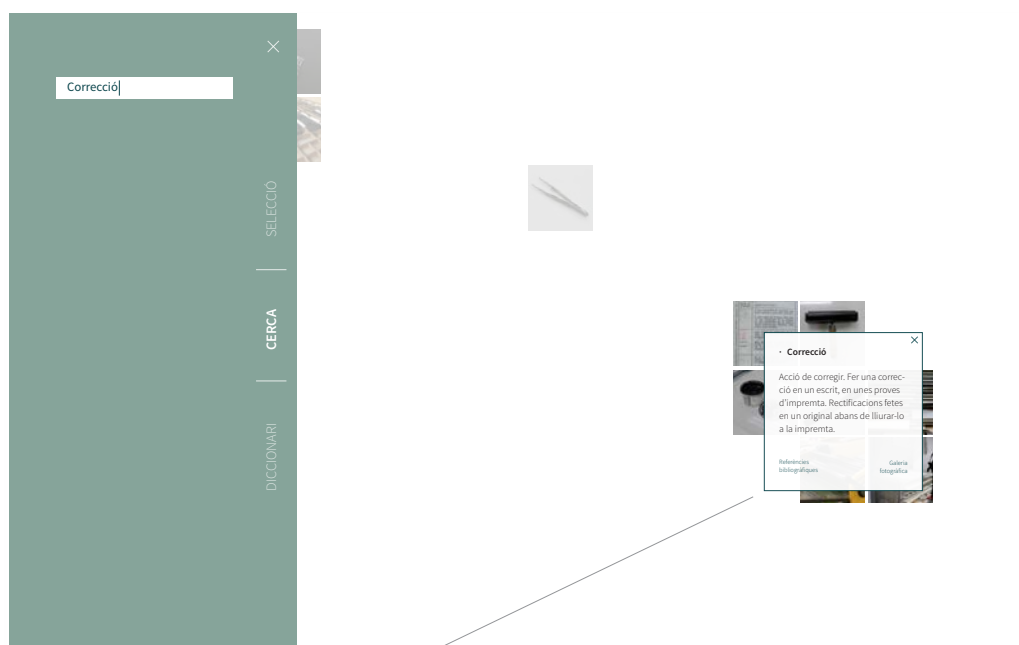 Correcció
SELECCIÓ
CERCA
DICCIONARI
· Correcció
Acció de corregir. Fer una correc-
ció en un escrit, en unes proves
d'impremta. Rectificacions fetes
en un original abans de lliurar-lo
a la impremta.
Referències
bibliogràfiques
Galeria
fotogràfica